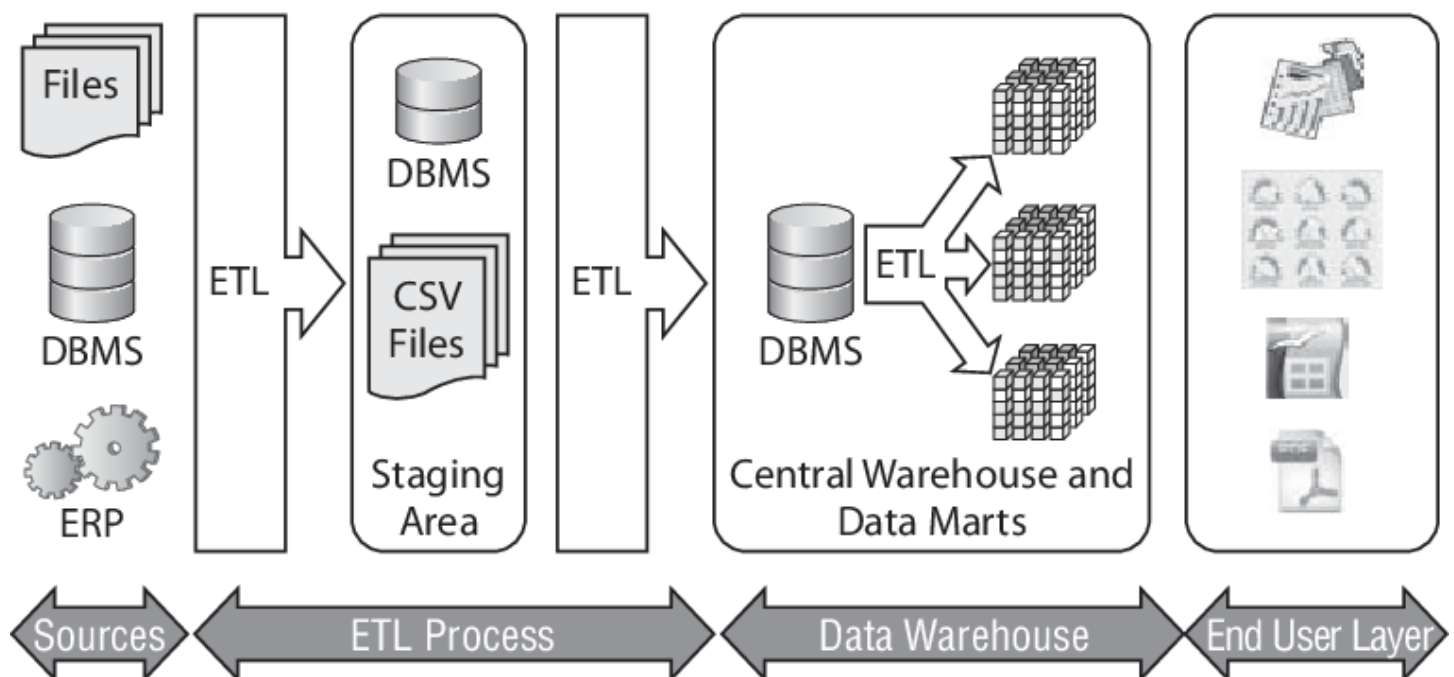 Files
DBMS
ERP
ETL
DBMS
CSV
Files
Staging
Area
ETL
DBMS
ETL
Central Warehouse and
Data Marts
Sources
ETL Process
Data Warehouse
End User Layer